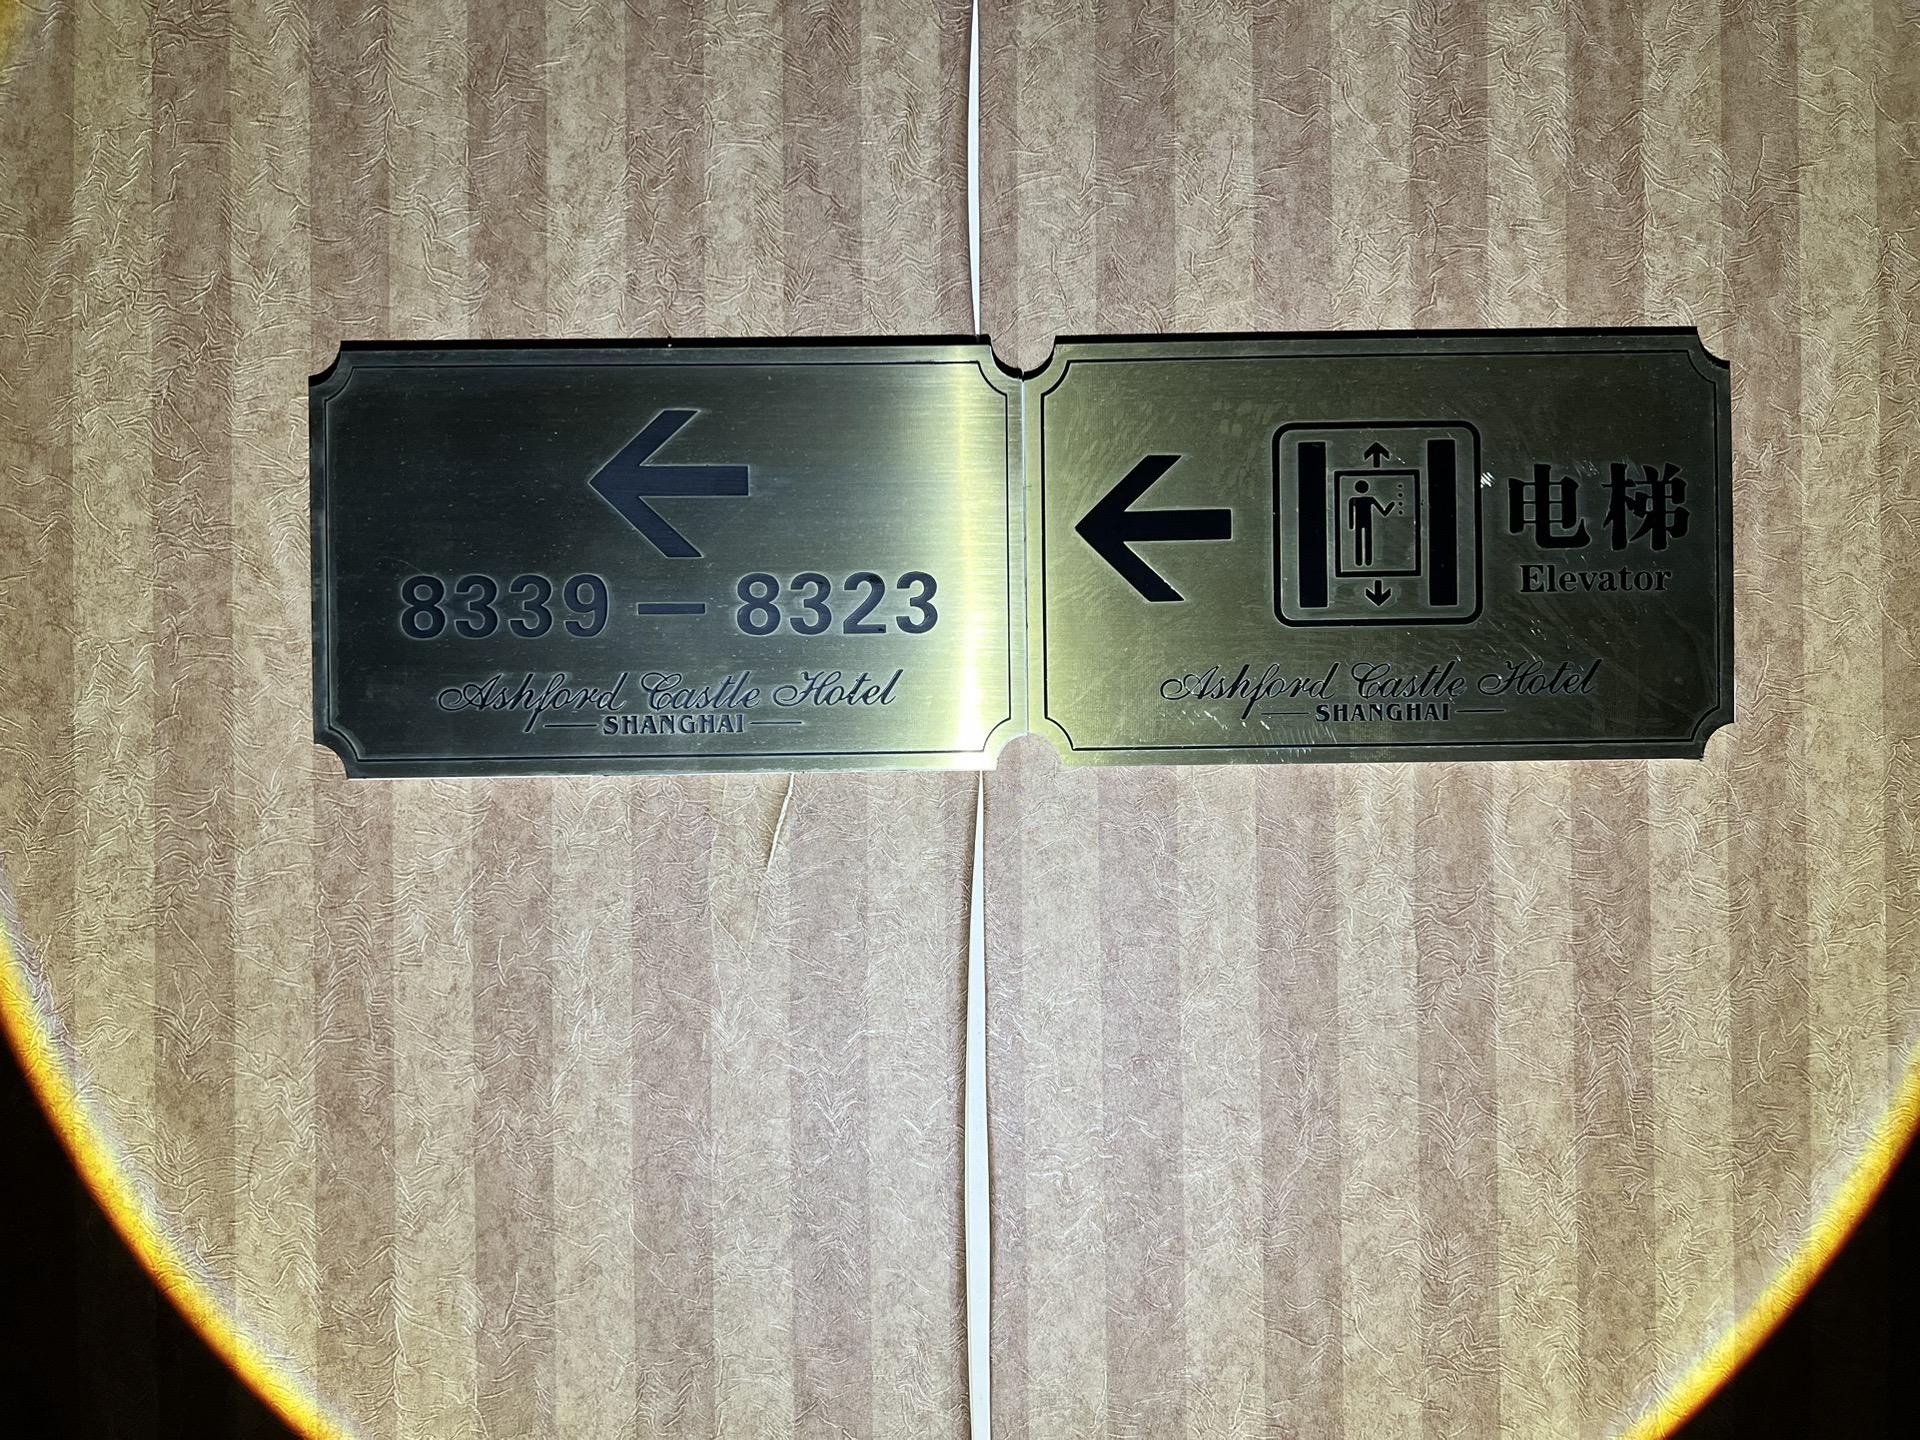 8339 — 8323
Ashford Castle Hotel
SHANGHAI
电梯
Elevator
Ashford Castle Hotel
SHANGHAI